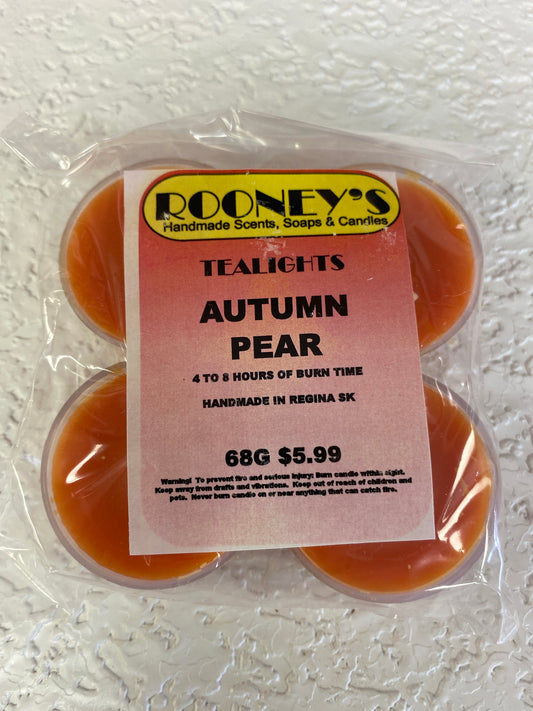 ROONEY'S
Handmade Scents, Soaps & Candles
TEALIGHTS
AUTUMN
PEAR
4 TO 8 HOURS OF BURN TIME
HANDMADE IN REGINA SK
68G $5.99
Warning! To prevent fire and serious injury: Burn candle within sight.
Keep away from drafts and vibrations. Keep out of reach of children and
pets. Never burn candle on or near anything that can catch fire.